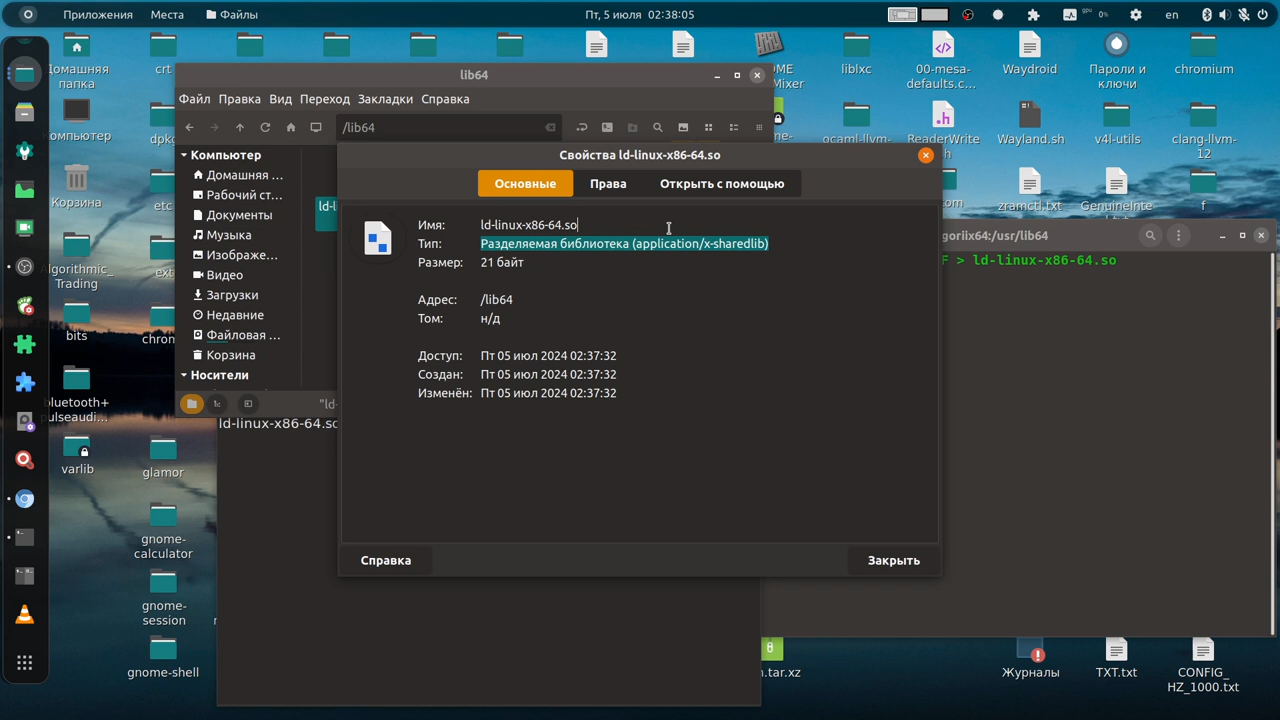 Приложения Места Файлы Пт, 5 июля 02:38:05 gpu 0% en
Домашняя
папка
crt
liblxc
00-mesa-
defaults.c...
Waydroid
Пароли и
ключи
chromium
компьютер
ocaml-llvm-
ReaderWrite
Wayland.sh
v4l-utils
clang-llvm-
12
Корзина
etc
zramctl.txt
GenuineInte
f
Algorithmic_
Trading
ext
bits
chrom
bluetooth+
pulseaudi...
varlib
glamor
gnome-
calculator
gnome-
session
gnome-shell
lib64
Файл Правка Вид Переход Закладки Справка
/lib64
Компьютер
Домашняя ...
Рабочий ст...
Документы
Музыка
Изображе...
Видео
Загрузки
Недавние
Файловая ...
Корзина
Носители
"ld-
ld-linux-x86-64.so
Свойства ld-linux-x86-64.so
Основные Права Открыть с помощью
Имя: ld-linux-x86-64.so
Тип: Разделяемая библиотека (application/x-sharedlib)
Размер: 21 байт
Адрес: /lib64
Том: н/д
Доступ: Пт 05 июл 2024 02:37:32
Создан: Пт 05 июл 2024 02:37:32
Изменён: Пт 05 июл 2024 02:37:32
Справка Закрыть
goriix64:/usr/lib64
F > ld-linux-x86-64.so
n.tar.xz
Журналы
TXT.txt
CONFIG_
HZ_1000.txt